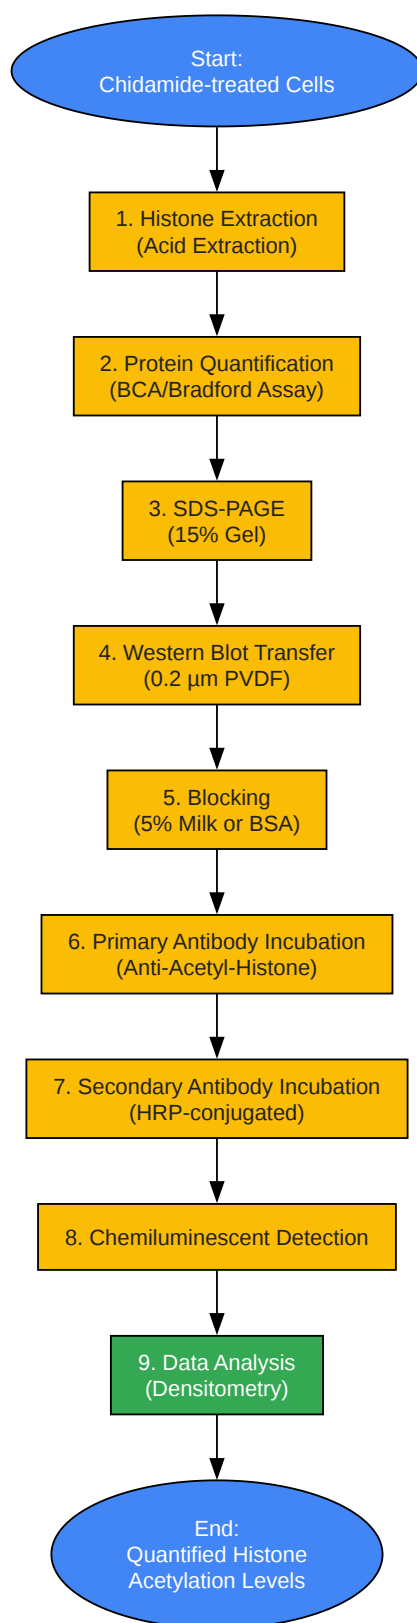 Start:
Chidamide-treated Cells
1. Histone Extraction
(Acid Extraction)
2. Protein Quantification
(BCA/Bradford Assay)
3. SDS-PAGE
(15% Gel)
4. Western Blot Transfer
(0.2 µm PVDF)
5. Blocking
(5% Milk or BSA)
6. Primary Antibody Incubation
(Anti-Acetyl-Histone)
7. Secondary Antibody Incubation
(HRP-conjugated)
8. Chemiluminescent Detection
9. Data Analysis
(Densitometry)
End:
Quantified Histone
Acetylation Levels